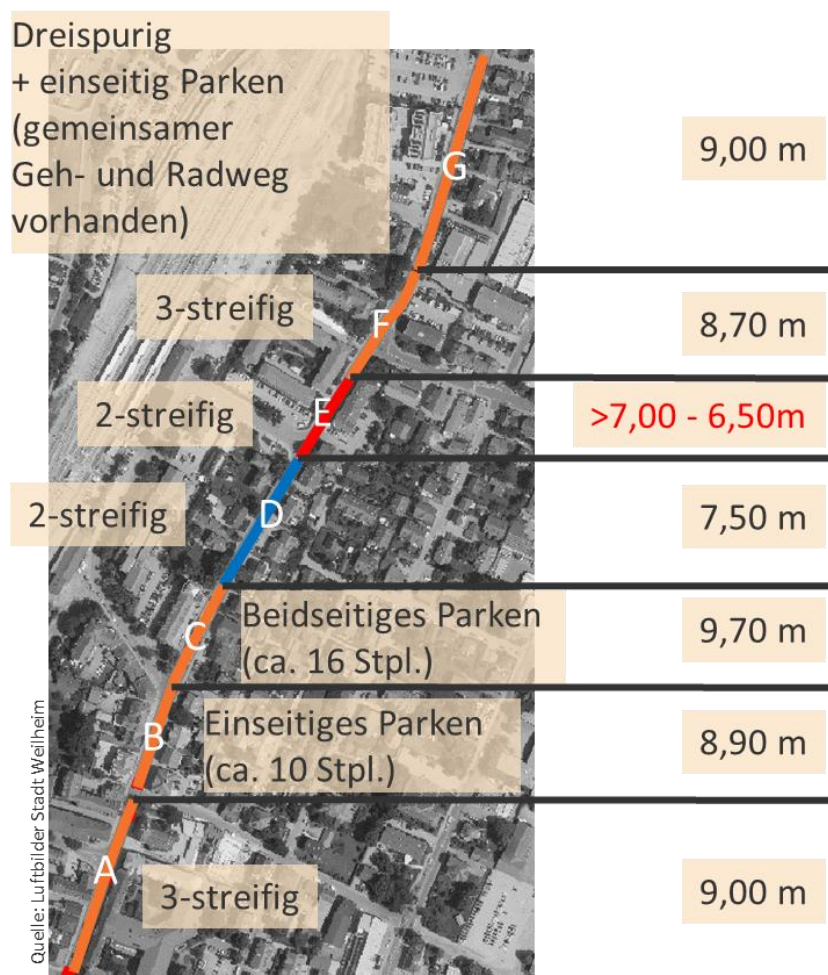 Dreispurig
+ einseitig Parken
(gemeinsamer
Geh- und Radweg
vorhanden)
G
9,00 m
3-streifig
F
8,70 m
2-streifig
E
>7,00 - 6,50m
2-streifig
D
7,50 m
C
Beidseitiges Parken
(ca. 16 Stpl.)
9,70 m
B
Einseitiges Parken
(ca. 10 Stpl.)
8,90 m
A
3-streifig
9,00 m
Quelle: Luftbilder Stadt Weilheim